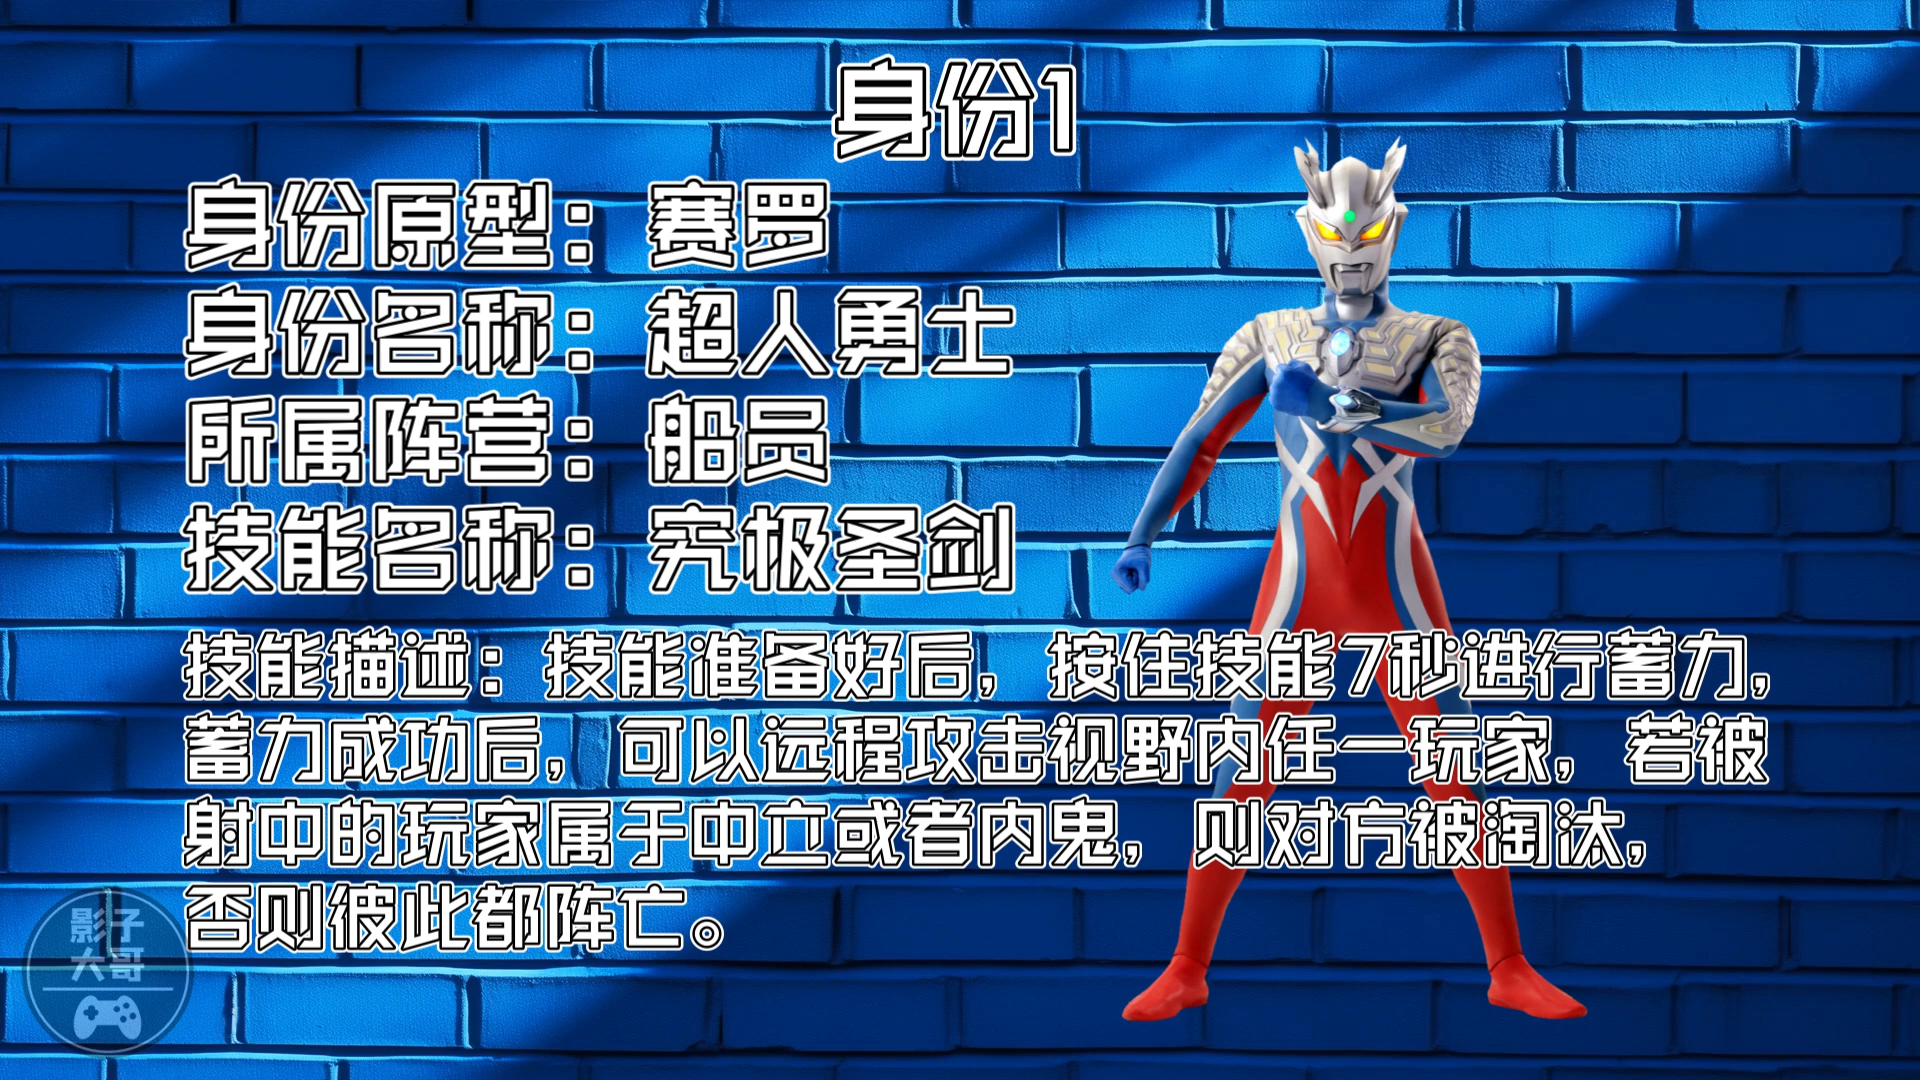 身份1
身份原型：赛罗
身份名称：超人勇士
所属阵营：船员
技能名称：究极圣剑
技能描述：技能准备好后，按住技能7秒进行蓄力，
蓄力成功后，可以远程攻击视野内任一玩家，若被
射中的玩家属于中立或者内鬼，则对方被淘汰，
否则彼此都阵亡。
影子
大哥